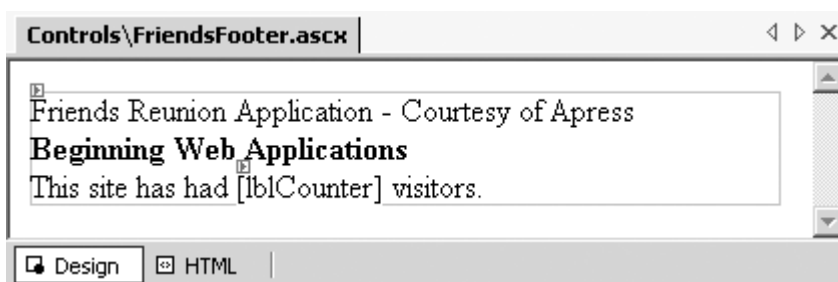 Controls\FriendsFooter.ascx
Friends Reunion Application - Courtesy of Apress
Beginning Web Applications
This site has had [lblCounter] visitors.
Design HTML